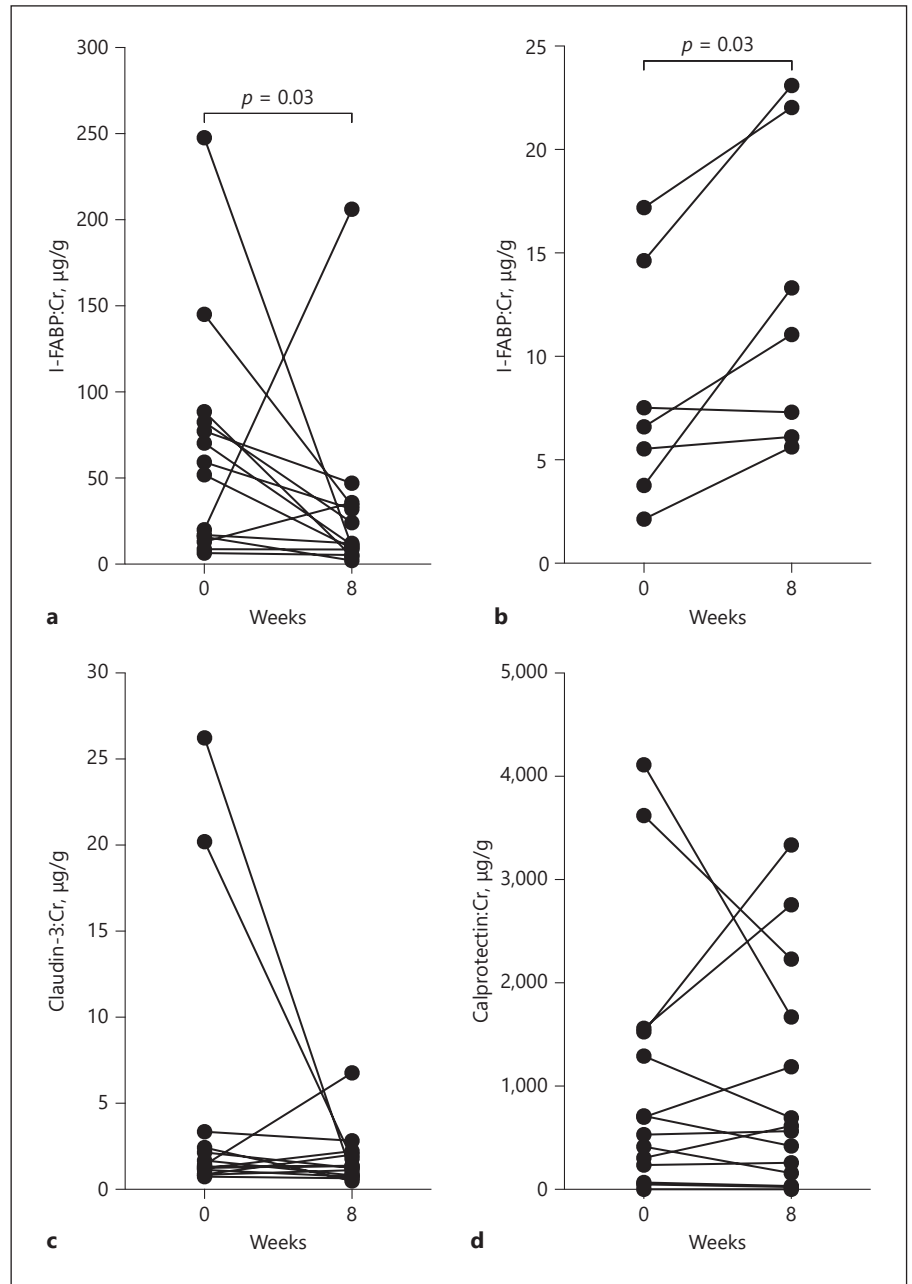 300
250
200
150
100
50
0
p = 0.03
I-FABP:Cr, µg/g
0 8
Weeks
a
25
20
15
10
5
0
p = 0.03
I-FABP:Cr, µg/g
0 8
Weeks
b
30
25
20
15
10
5
0
Claudin-3:Cr, µg/g
0 8
Weeks
c
5,000
4,000
3,000
2,000
1,000
0
Calprotectin:Cr, µg/g
0 8
Weeks
d